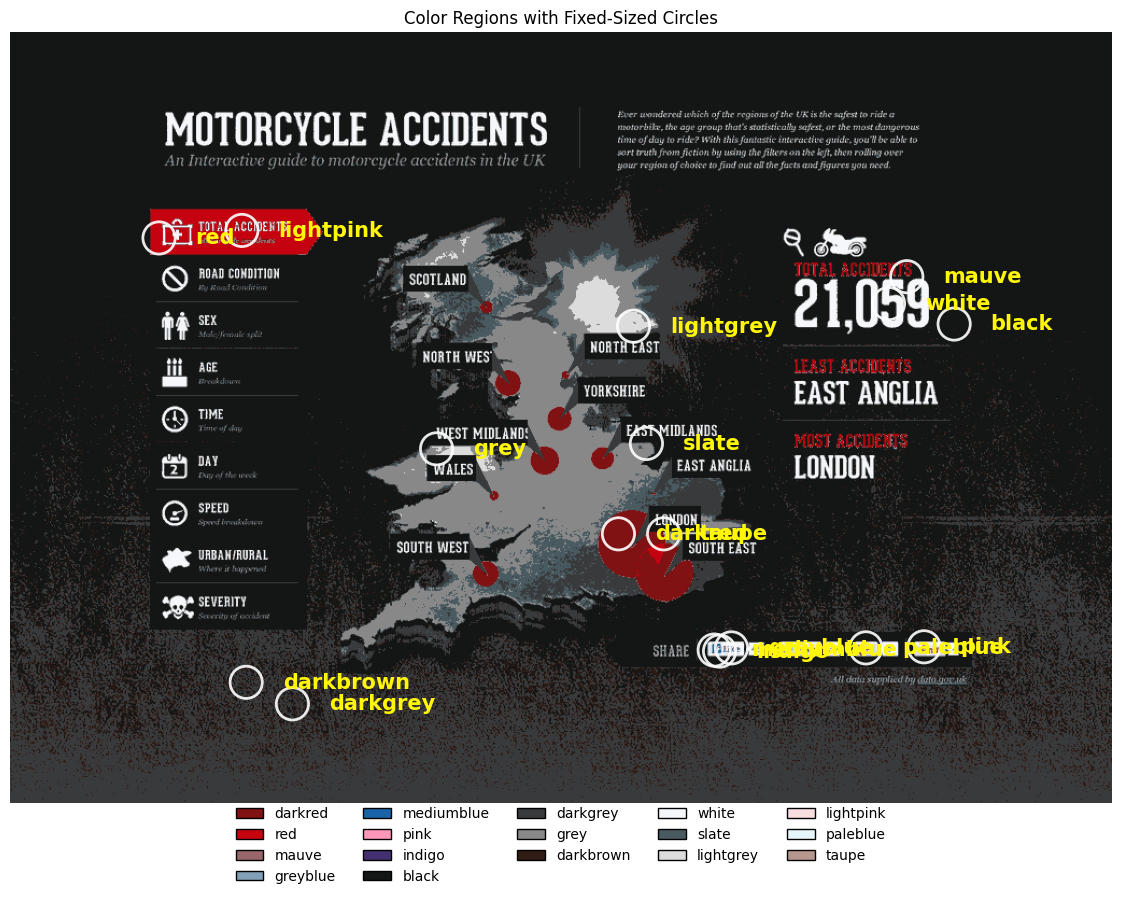 Color Regions with Fixed-Sized Circles
MOTORCYCLE ACCIDENTS
An Interactive guide to motorcycle accidents in the UK
Ever wondered which of the regions of the UK is the safest to ride a
motorbike, the age group that's statistically safest, or the most dangerous
time of day to ride? With this fantastic interactive guide, you'll be able to
sort truth from fiction by using the filters on the left, then rolling over
your region of choice to find out all the facts and figures you need.
TOTAL ACCIDENTS
accidents
red
lightpink
ROAD CONDITION
By Road Condition
SEX
Male/female split
AGE
Breakdown
TIME
Time of day
DAY
2
Day of the week
SPEED
Speed breakdown
URBAN/RURAL
Where it happened
SEVERITY
Severity of accident
SCOTLAND
lightgrey
NORTH WEST
NORTH EAST
YORKSHIRE
WEST MIDLANDS
EAST MIDLANDS
grey
slate
WALES
EAST ANGLIA
LONDON
darkred
taupe
SOUTH WEST
SOUTH EAST
TOTAL ACCIDENTS
mauve
21,059
white
black
LEAST ACCIDENTS
EAST ANGLIA
MOST ACCIDENTS
LONDON
SHARE
Like
indigo
paleblue
All data supplied by data.gov.uk
darkbrown
darkgrey
darkred
mediumblue
darkgrey
white
lightpink
red
pink
grey
slate
paleblue
mauve
indigo
darkbrown
lightgrey
taupe
greyblue
black